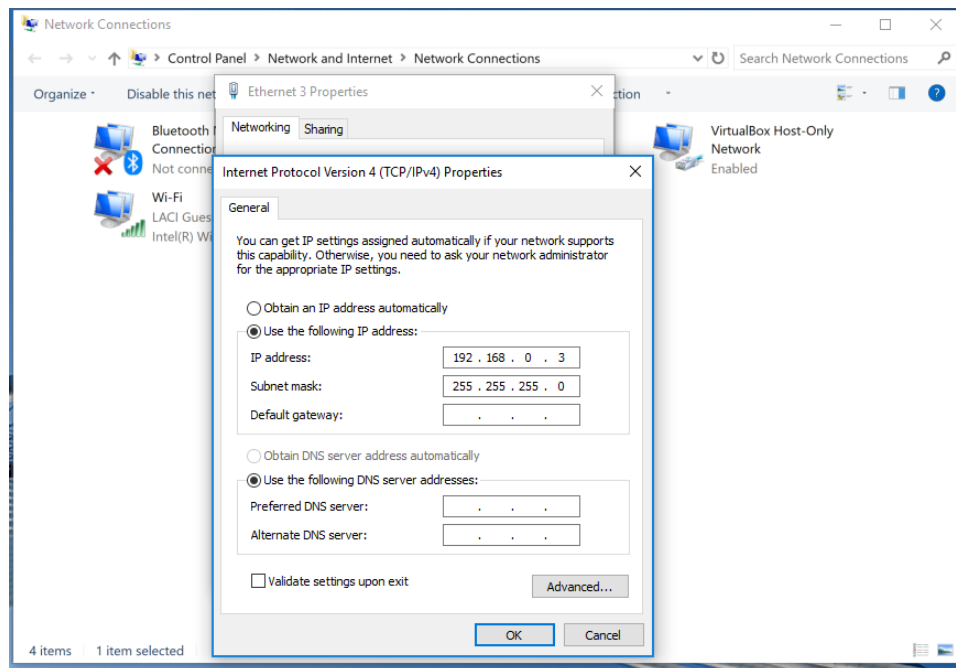 Network Connections
Control Panel > Network and Internet > Network Connections
Search Network Connections
Organize
Disable this net
ction
Ethernet 3 Properties
Networking
Sharing
Bluetooth
Connection
Not conne
Wi-Fi
LACI Gues
Intel(R) Wi
VirtualBox Host-Only
Network
Enabled
Internet Protocol Version 4 (TCP/IPv4) Properties
General
You can get IP settings assigned automatically if your network supports
this capability. Otherwise, you need to ask your network administrator
for the appropriate IP settings.
Obtain an IP address automatically
Use the following IP address:
IP address: 192 . 168 . 0 . 3
Subnet mask: 255 . 255 . 255 . 0
Default gateway: . . .
Obtain DNS server address automatically
Use the following DNS server addresses:
Preferred DNS server: . . .
Alternate DNS server: . . .
Validate settings upon exit
Advanced...
OK
Cancel
4 items
1 item selected